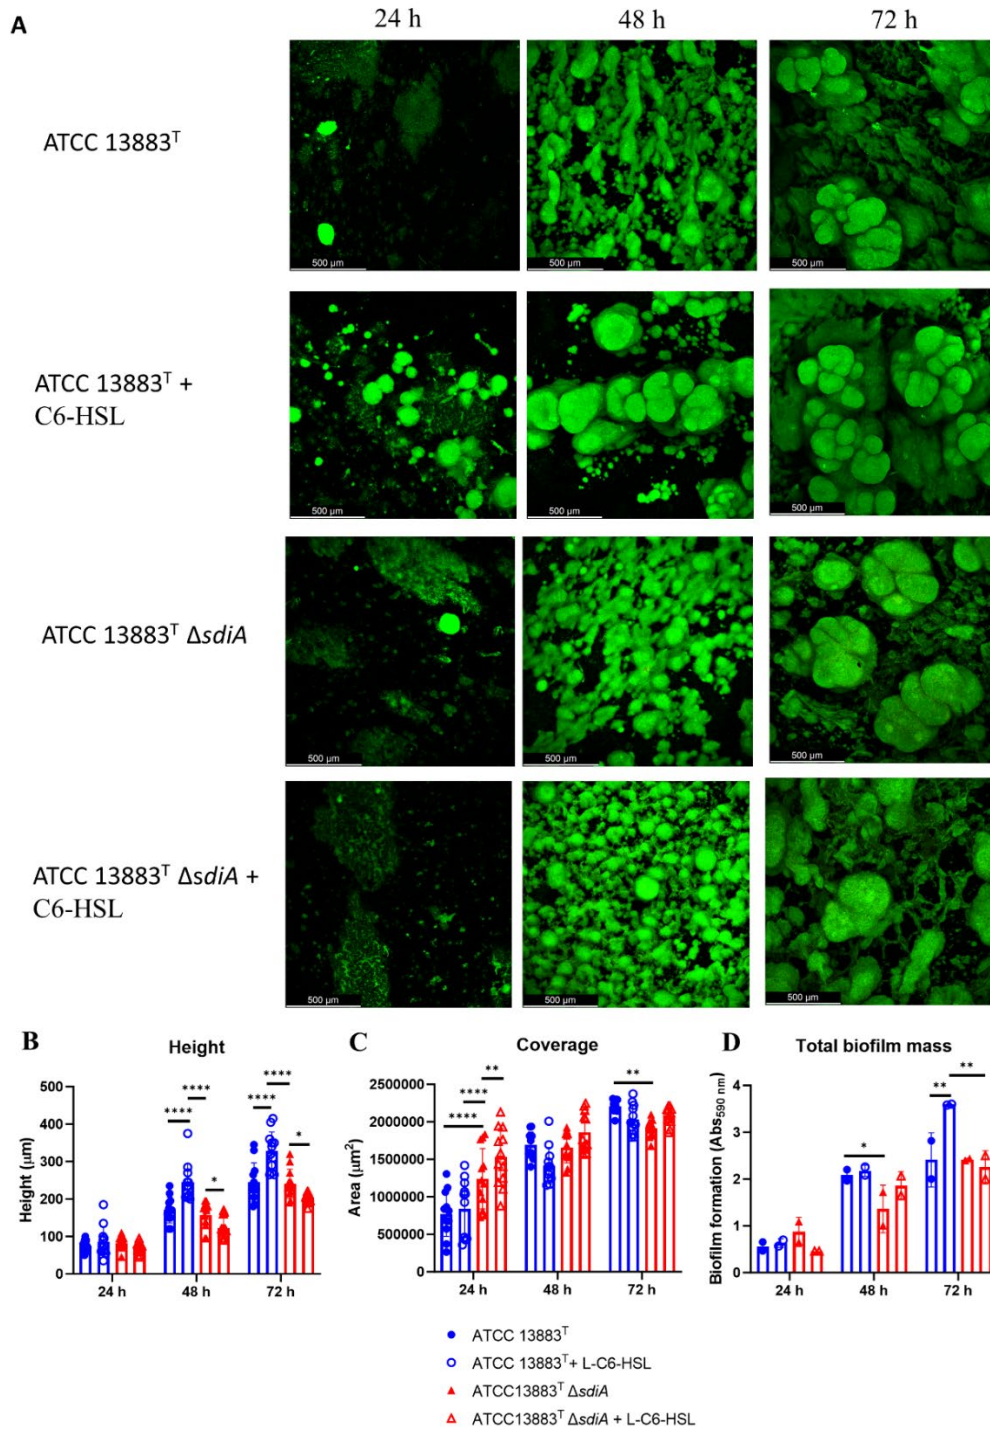 A
24 h 48 h 72 h
ATCC 13883ᵀ
500 µm 500 µm 500 µm
ATCC 13883ᵀ +
C6-HSL
500 µm 500 µm 500 µm
ATCC 13883ᵀ ΔsdiA
500 µm 500 µm 500 µm
ATCC 13883ᵀ ΔsdiA +
C6-HSL
500 µm 500 µm 500 µm
B
Height
Height (µm)
500
400
300
200
100
0
**** **** **** **** * *
24 h 48 h 72 h
C
Coverage
Area (µm²)
2500000
2000000
1500000
1000000
500000
0
**** **** ** **
24 h 48 h 72 h
D
Total biofilm mass
Biofilm formation (Abs₅₉₀ nm)
4
3
2
1
0
* ** **
24 h 48 h 72 h
ATCC 13883ᵀ
ATCC 13883ᵀ+ L-C6-HSL
ATCC13883ᵀ ΔsdiA
ATCC13883ᵀ ΔsdiA + L-C6-HSL